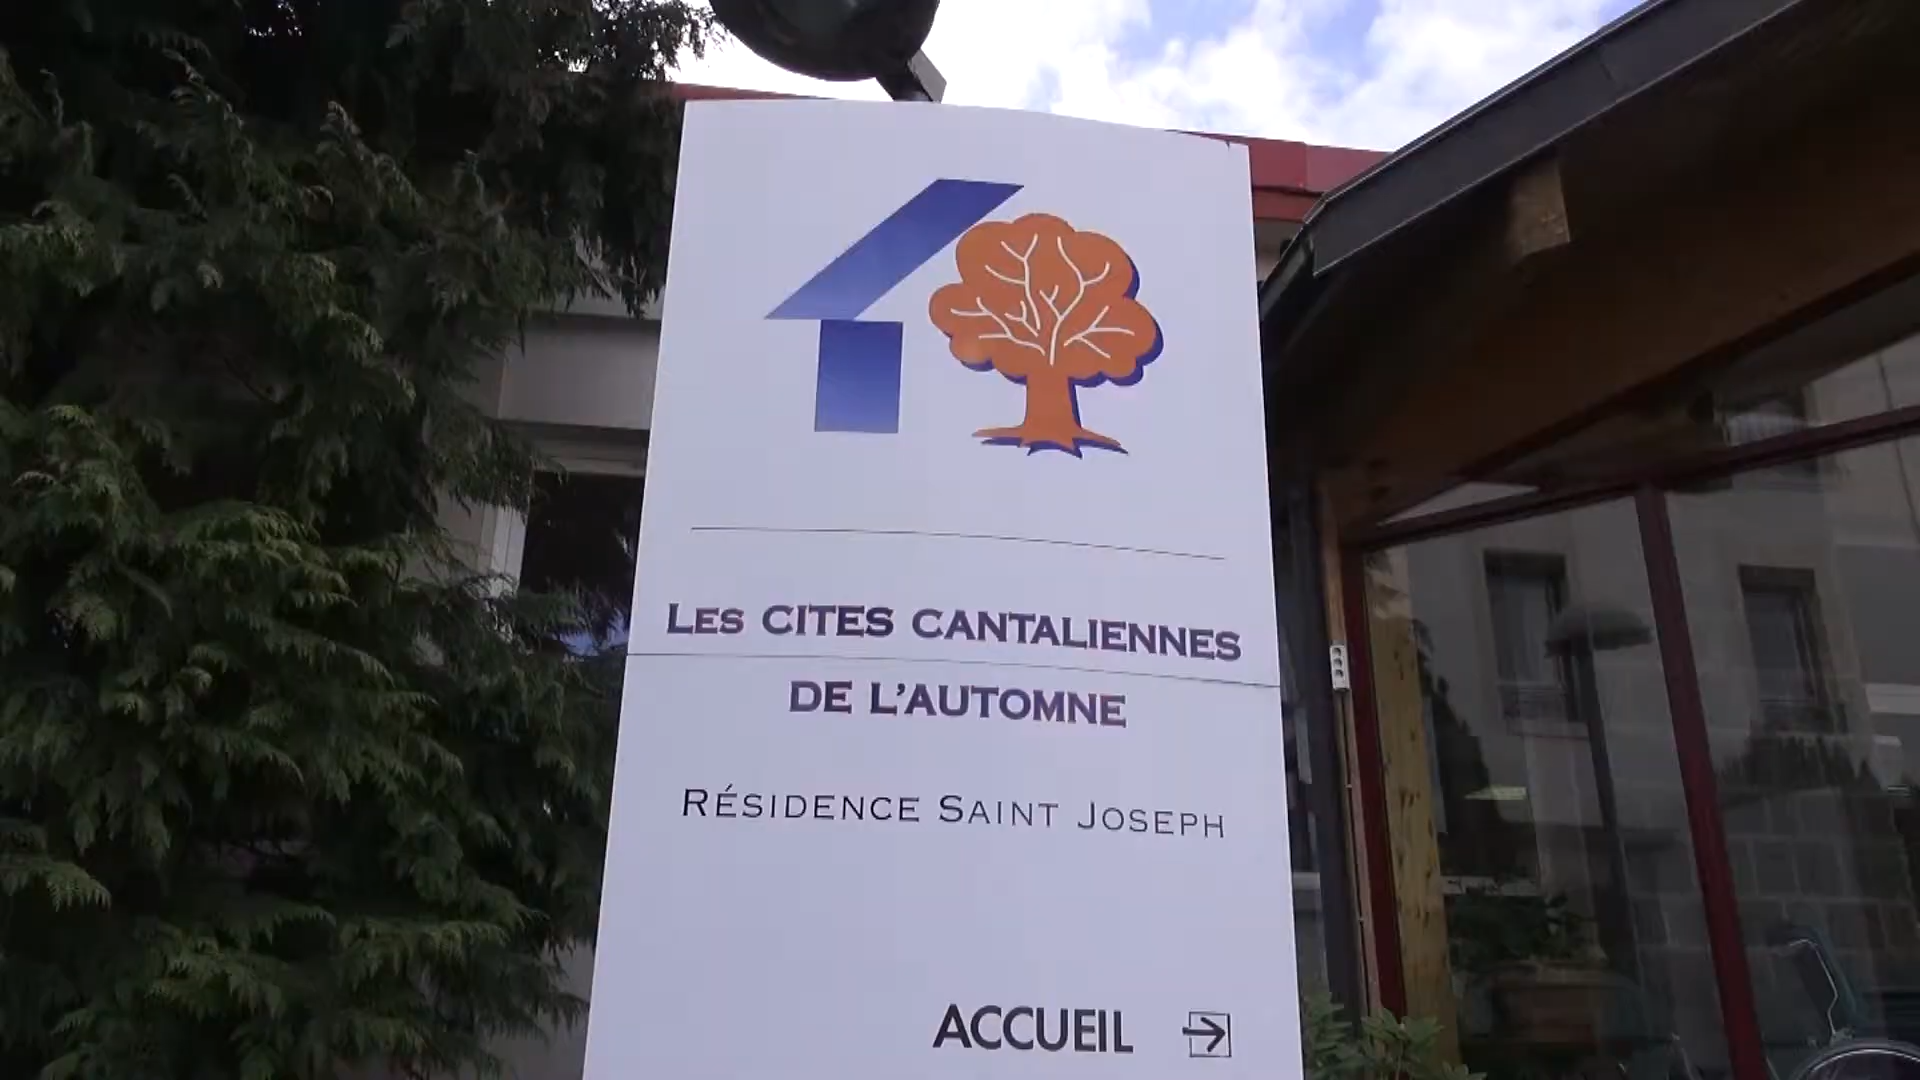 Les CITES CANTALIENNES
DE L'AUTOMNE
RÉSIDENCE SAINT JOSEPH
ACCUEIL